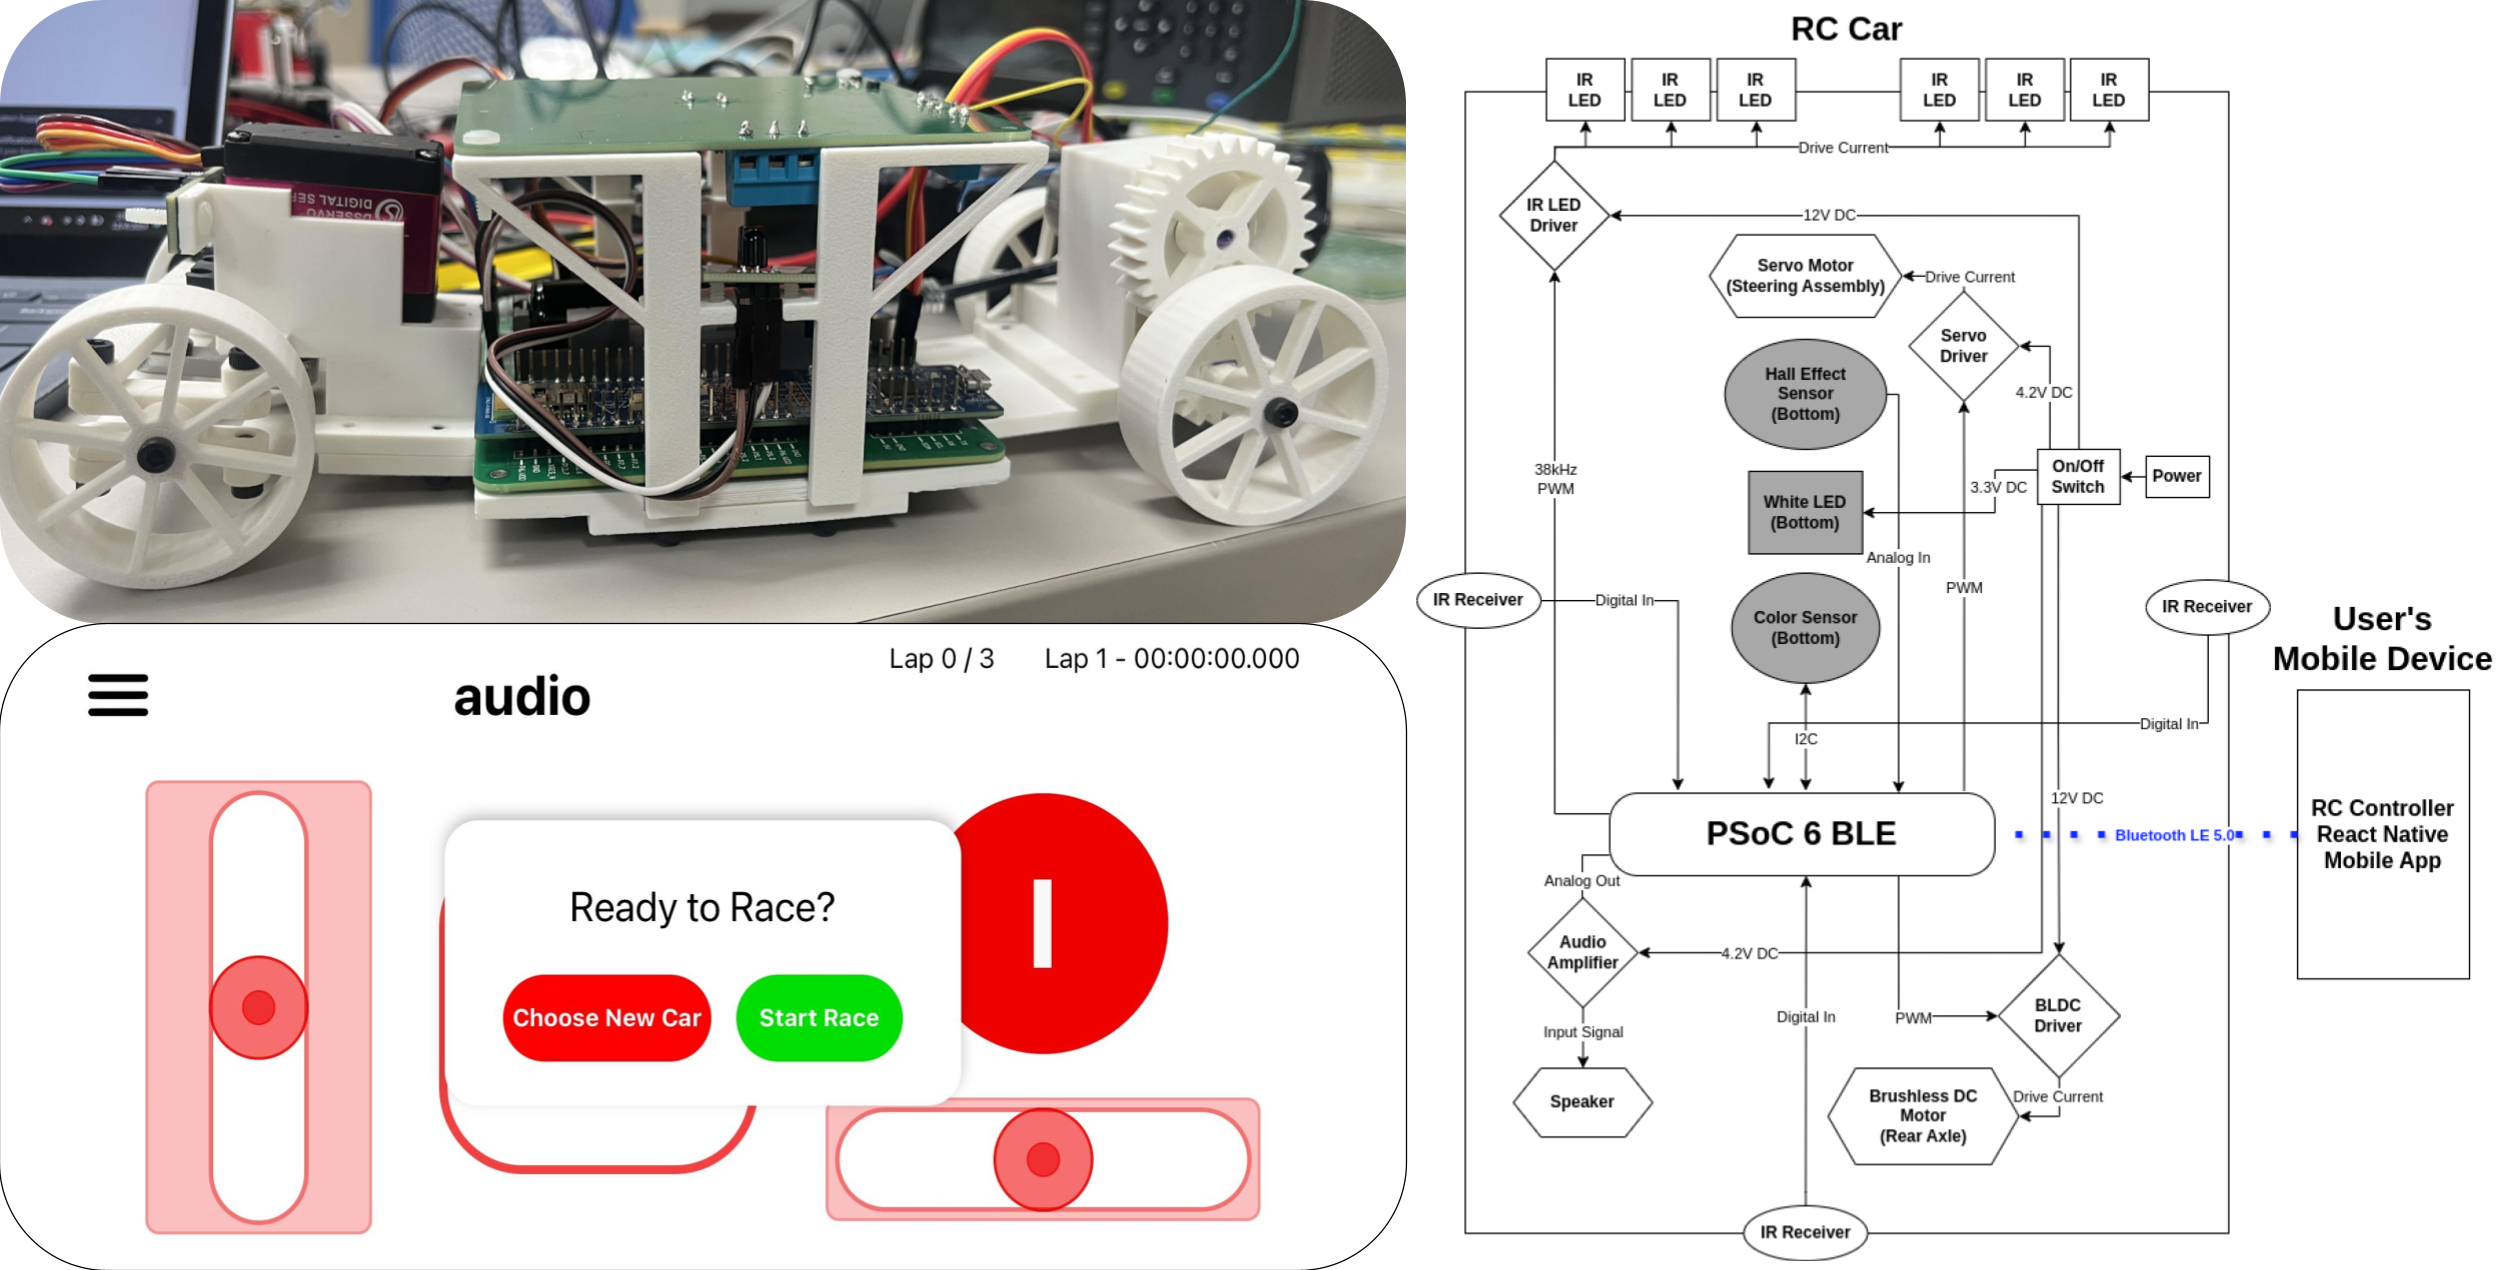 DSSERVO
DIGITAL SER
Lap 0 / 3
Lap 1 - 00:00:00.000
audio
Ready to Race?
Choose New Car
Start Race
RC Car
IR
LED
IR
LED
IR
LED
IR
LED
IR
LED
IR
LED
Drive Current
IR LED
Driver
12V DC
Servo Motor
(Steering Assembly)
Drive Current
Servo
Driver
Hall Effect
Sensor
(Bottom)
4.2V DC
38kHz
PWM
On/Off
Switch
Power
3.3V DC
White LED
(Bottom)
Analog In
PWM
IR Receiver
Digital In
Color Sensor
(Bottom)
IR Receiver
User's
Mobile Device
Digital In
I2C
12V DC
PSoC 6 BLE
Bluetooth LE 5.0
RC Controller
React Native
Mobile App
Analog Out
Audio
Amplifier
4.2V DC
Digital In
PWM
BLDC
Driver
Input Signal
Speaker
Brushless DC
Motor
(Rear Axle)
Drive Current
IR Receiver